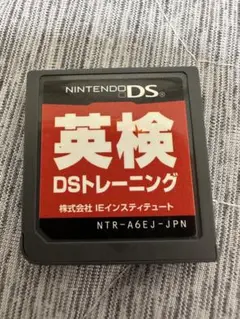 NINTENDO DS
英検
DSトレーニング
株式会社 IEインスティテュート
NTR-A6EJ-JPN